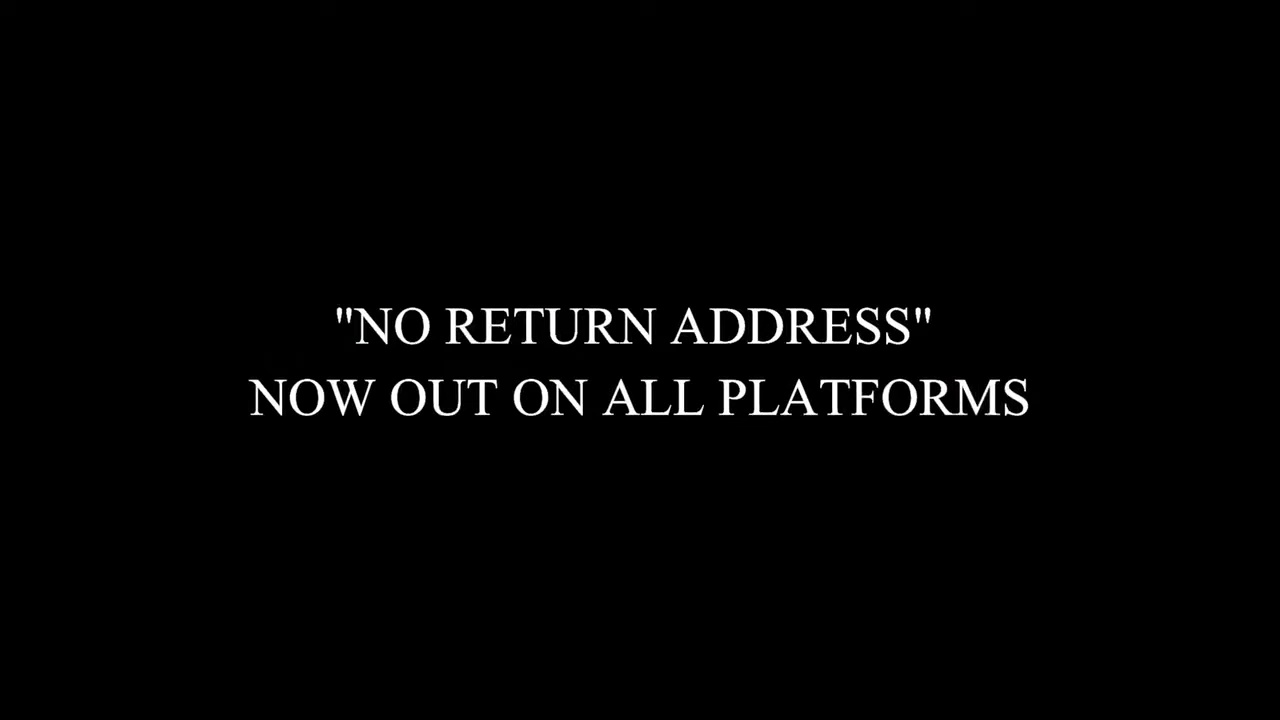 "NO RETURN ADDRESS"
NOW OUT ON ALL PLATFORMS